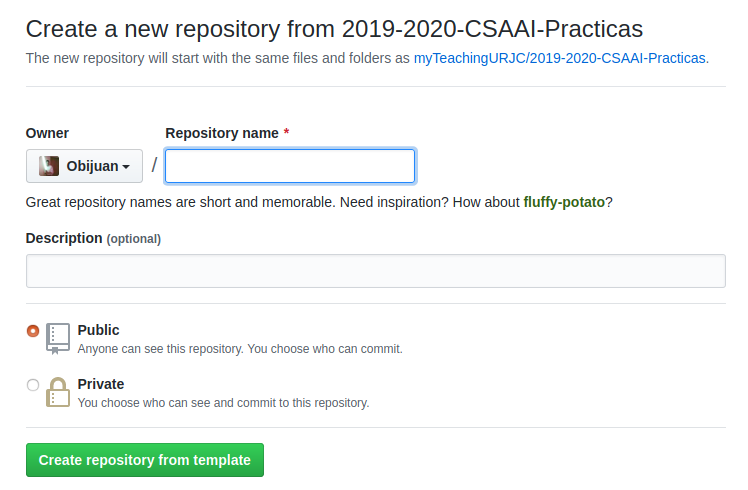 Create a new repository from 2019-2020-CSAAI-Practicas
The new repository will start with the same files and folders as myTeachingURJC/2019-2020-CSAAI-Practicas.
Owner Repository name *
Obijuan /
Great repository names are short and memorable. Need inspiration? How about fluffy-potato?
Description (optional)
Public
Anyone can see this repository. You choose who can commit.
Private
You choose who can see and commit to this repository.
Create repository from template